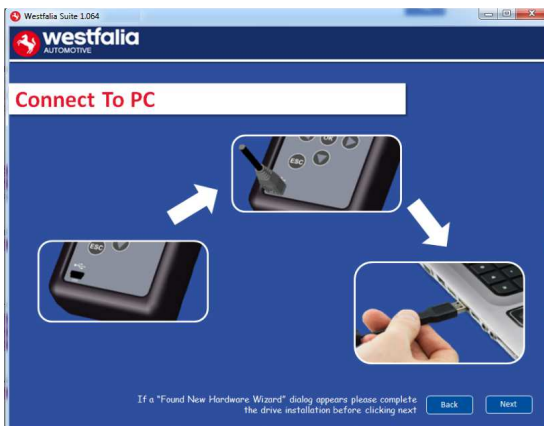 Westfalia Suite 1.064
westfalia
AUTOMOTIVE
Connect To PC
OK
ESC
ESC
If a "Found New Hardware Wizard" dialog appears please complete
the drive installation before clicking next
Back
Next